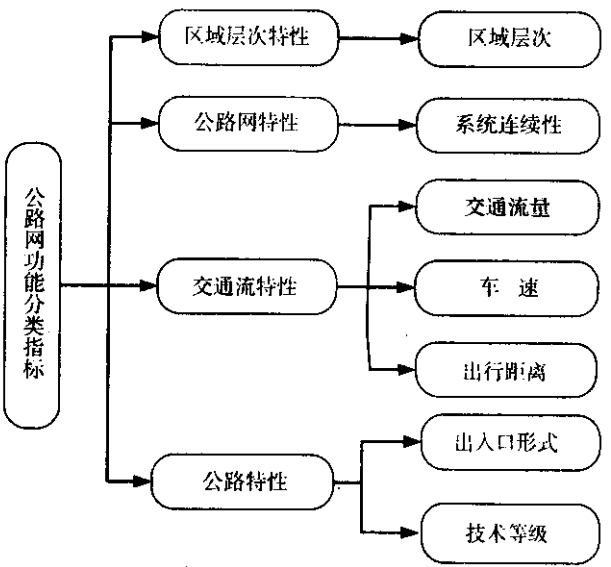 公路网功能分类指标
区域层次特性
区域层次
公路网特性
系统连续性
交通流特性
交通流量
车 速
出行距离
公路特性
出入口形式
技术等级